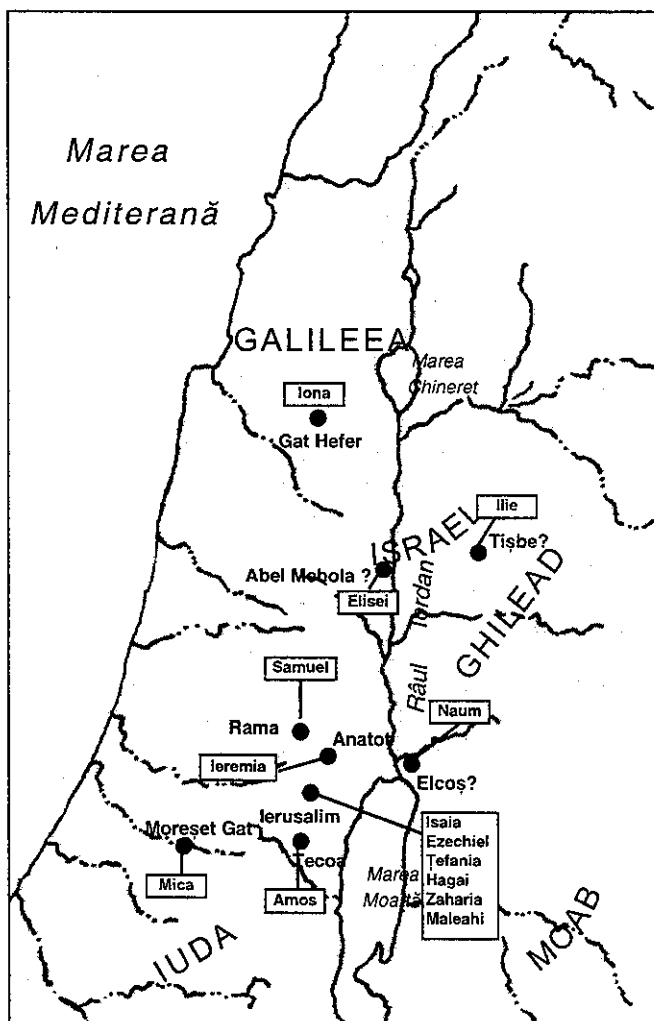 Marea
Mediterană
GALILEEA
Marea
Chineret
Iona
Gat Hefer
Ilie
Tișbe?
ISRAEL
Abel Mehola ?
Elisei
Râul Iordan
GHILEAD
Samuel
Rama
Naum
Anatot
Ieremia
Elcoș?
Ierusalim
Isaia
Ezechiel
Țefania
Hagai
Zaharia
Maleahi
Moreșet Gat
Mica
Tecoa
Amos
Marea
Moartă
IUDA
MOAB